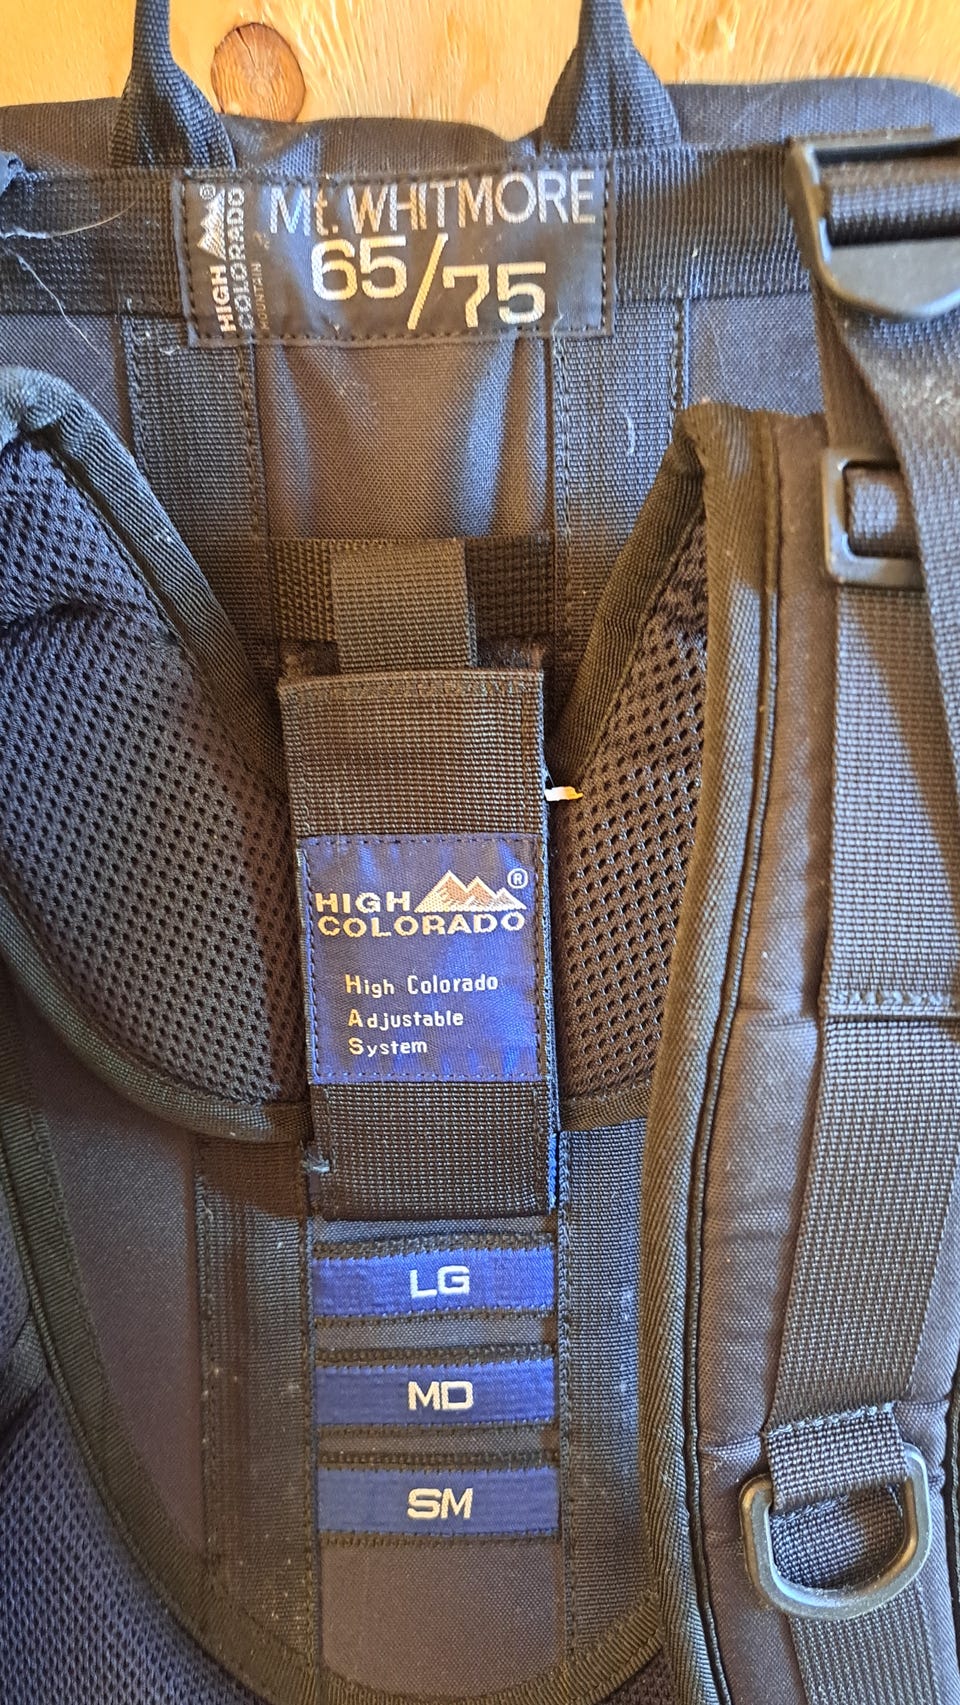 HIGH
COLORADO
MOUNTAIN
Mt. WHITMORE
65/75
HIGH ®
COLORADO
High Colorado
Adjustable
System
LG
MD
SM